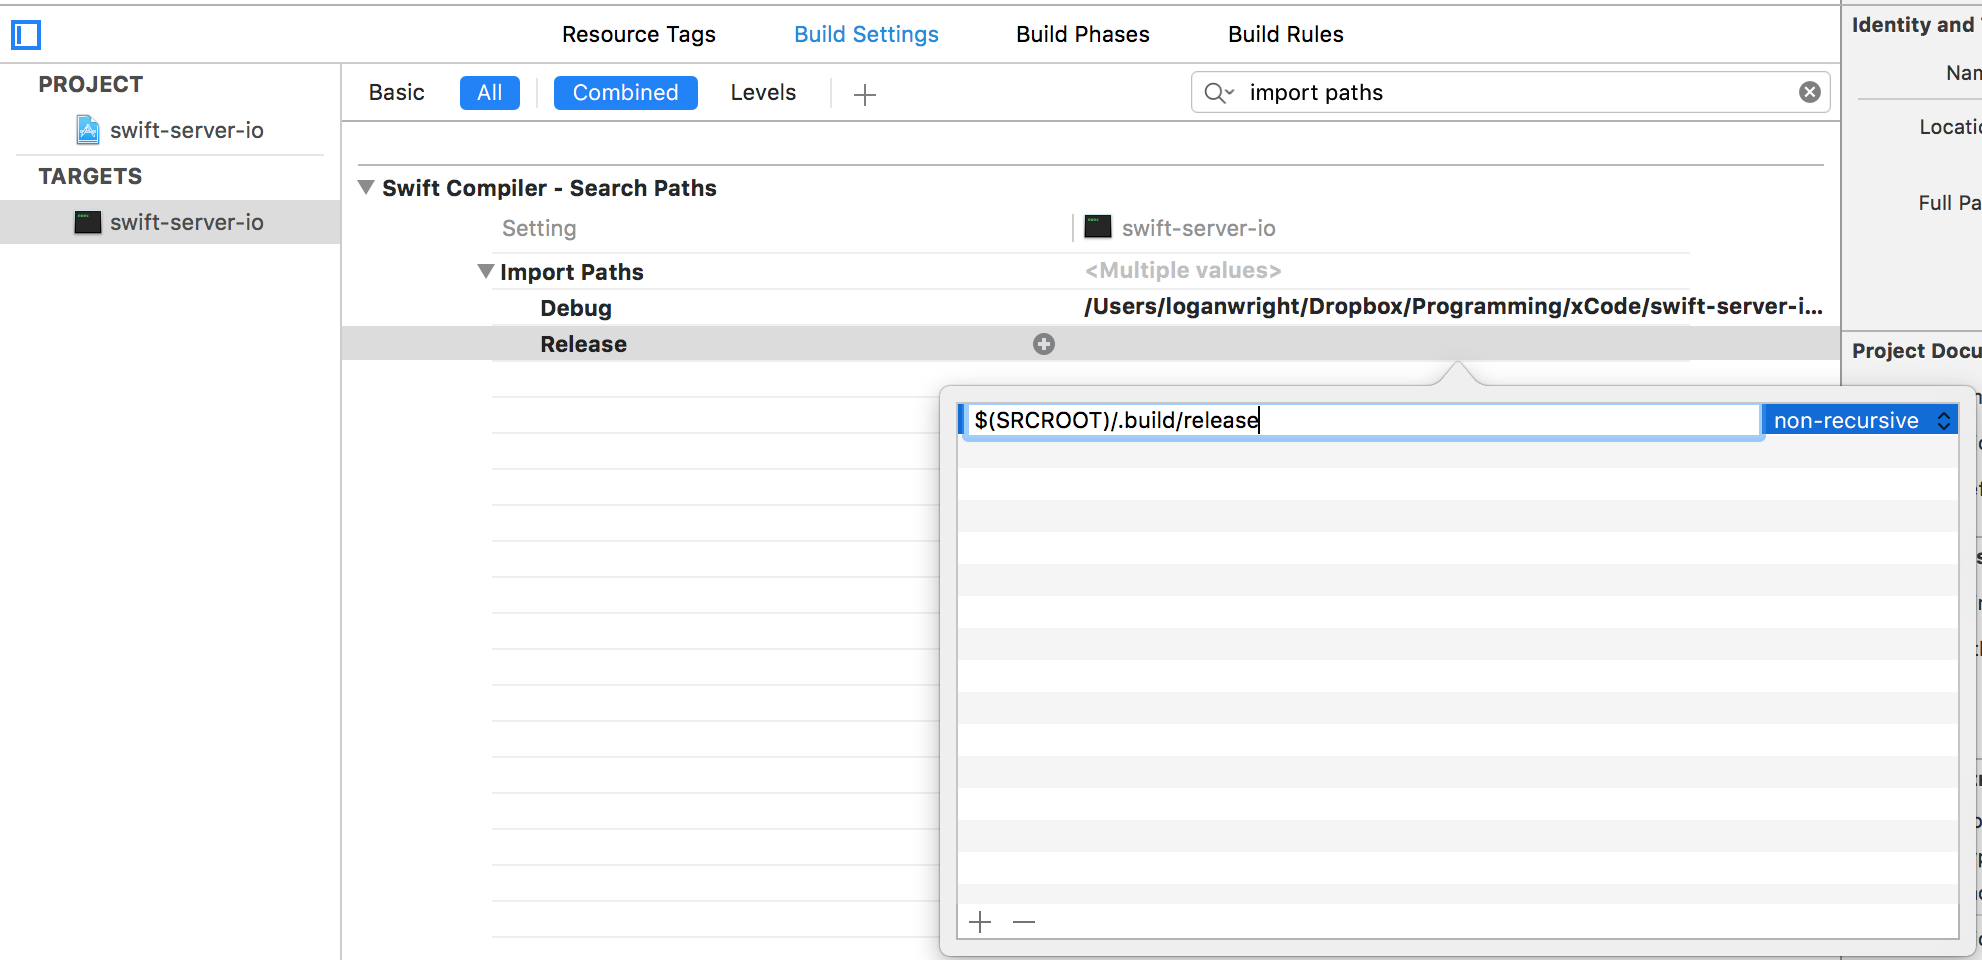 Resource Tags Build Settings Build Phases Build Rules
Identity and
PROJECT
Basic All Combined Levels
import paths
swift-server-io
TARGETS
swift-server-io
Swift Compiler - Search Paths
Setting swift-server-io
Import Paths <Multiple values>
Debug /Users/loganwright/Dropbox/Programming/xCode/swift-server-i...
Release
$(SRCROOT)/.build/release non-recursive
Full Pa
Project Docu